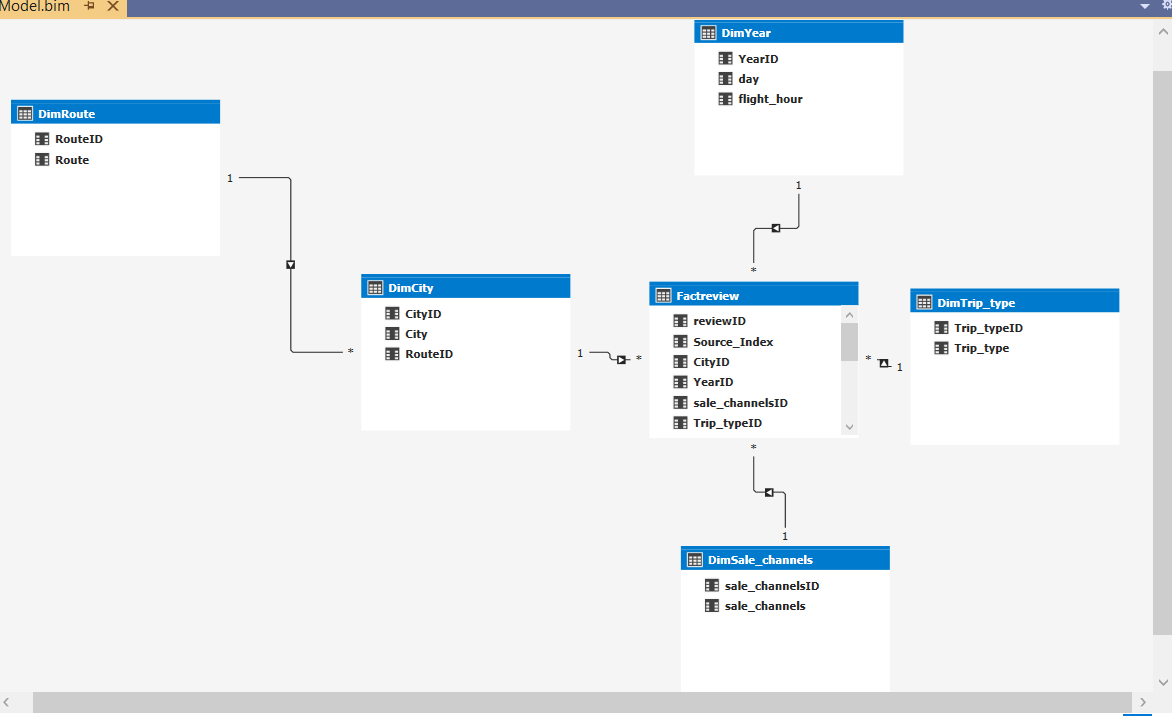 Model.bim
DimYear
YearID
day
flight_hour
DimRoute
RouteID
Route
1
1
*
*
DimCity
CityID
City
RouteID
1
*
Factreview
reviewID
Source_Index
CityID
YearID
sale_channelsID
Trip_typeID
*
1
DimTrip_type
Trip_typeID
Trip_type
*
1
DimSale_channels
sale_channelsID
sale_channels